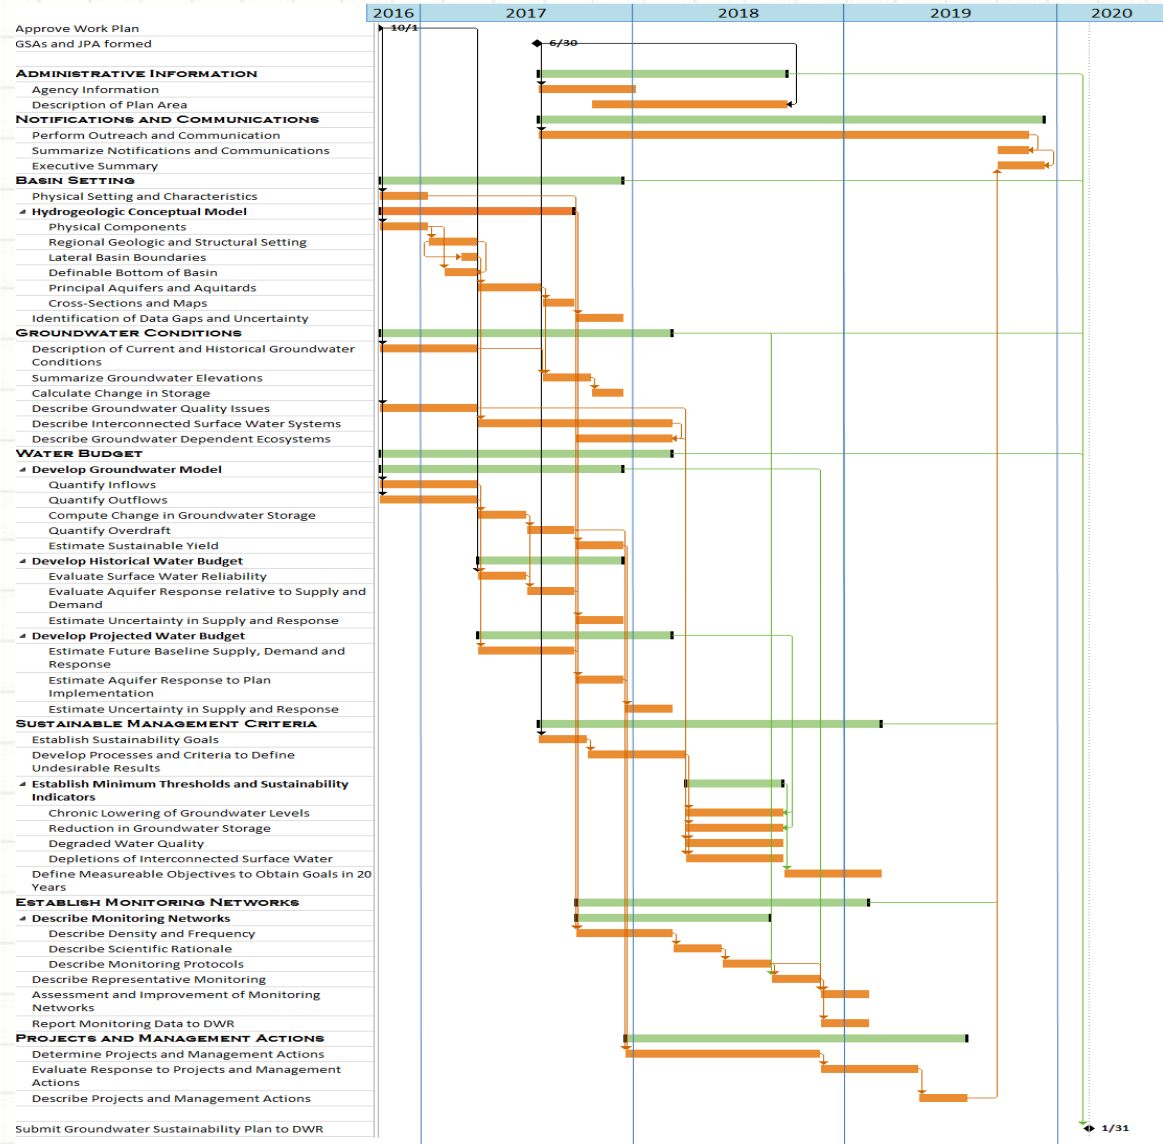 2016 2017 2018 2019 2020
Approve Work Plan 10/1
GSAs and JPA formed 6/30
ADMINISTRATIVE INFORMATION
Agency Information
Description of Plan Area
NOTIFICATIONS AND COMMUNICATIONS
Perform Outreach and Communication
Summarize Notifications and Communications
Executive Summary
BASIN SETTING
Physical Setting and Characteristics
Hydrogeologic Conceptual Model
Physical Components
Regional Geologic and Structural Setting
Lateral Basin Boundaries
Definable Bottom of Basin
Principal Aquifers and Aquitards
Cross-Sections and Maps
Identification of Data Gaps and Uncertainty
GROUNDWATER CONDITIONS
Description of Current and Historical Groundwater
Conditions
Summarize Groundwater Elevations
Calculate Change in Storage
Describe Groundwater Quality Issues
Describe Interconnected Surface Water Systems
Describe Groundwater Dependent Ecosystems
WATER BUDGET
Develop Groundwater Model
Quantify Inflows
Quantify Outflows
Compute Change in Groundwater Storage
Quantify Overdraft
Estimate Sustainable Yield
Develop Historical Water Budget
Evaluate Surface Water Reliability
Evaluate Aquifer Response relative to Supply and
Demand
Estimate Uncertainty in Supply and Response
Develop Projected Water Budget
Estimate Future Baseline Supply, Demand and
Response
Estimate Aquifer Response to Plan
Implementation
Estimate Uncertainty in Supply and Response
SUSTAINABLE MANAGEMENT CRITERIA
Establish Sustainability Goals
Develop Processes and Criteria to Define
Undesirable Results
Establish Minimum Thresholds and Sustainability
Indicators
Chronic Lowering of Groundwater Levels
Reduction in Groundwater Storage
Degraded Water Quality
Depletions of Interconnected Surface Water
Define Measureable Objectives to Obtain Goals in 20
Years
ESTABLISH MONITORING NETWORKS
Describe Monitoring Networks
Describe Density and Frequency
Describe Scientific Rationale
Describe Monitoring Protocols
Describe Representative Monitoring
Assessment and Improvement of Monitoring
Networks
Report Monitoring Data to DWR
PROJECTS AND MANAGEMENT ACTIONS
Determine Projects and Management Actions
Evaluate Response to Projects and Management
Actions
Describe Projects and Management Actions
Submit Groundwater Sustainability Plan to DWR 1/31